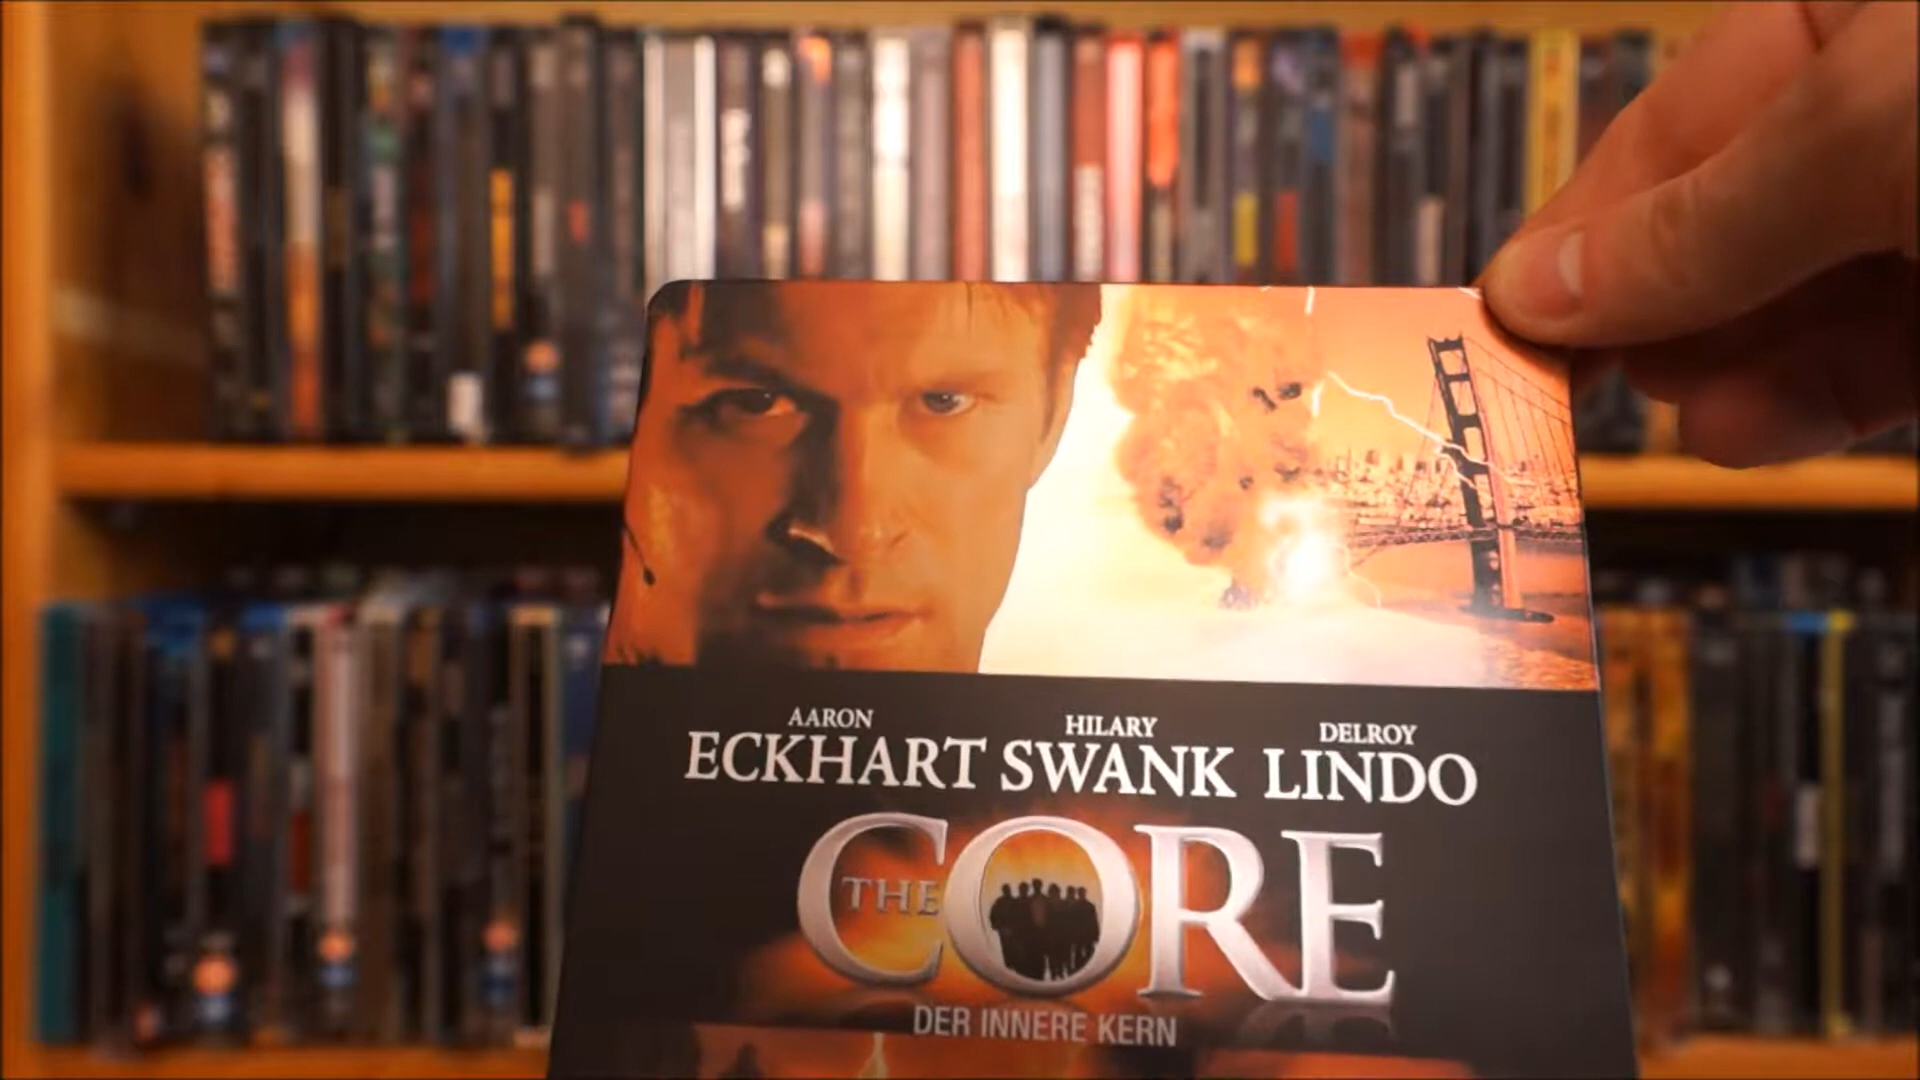 AARON HILARY DELROY
ECKHART SWANK LINDO
THE CORE
DER INNERE KERN